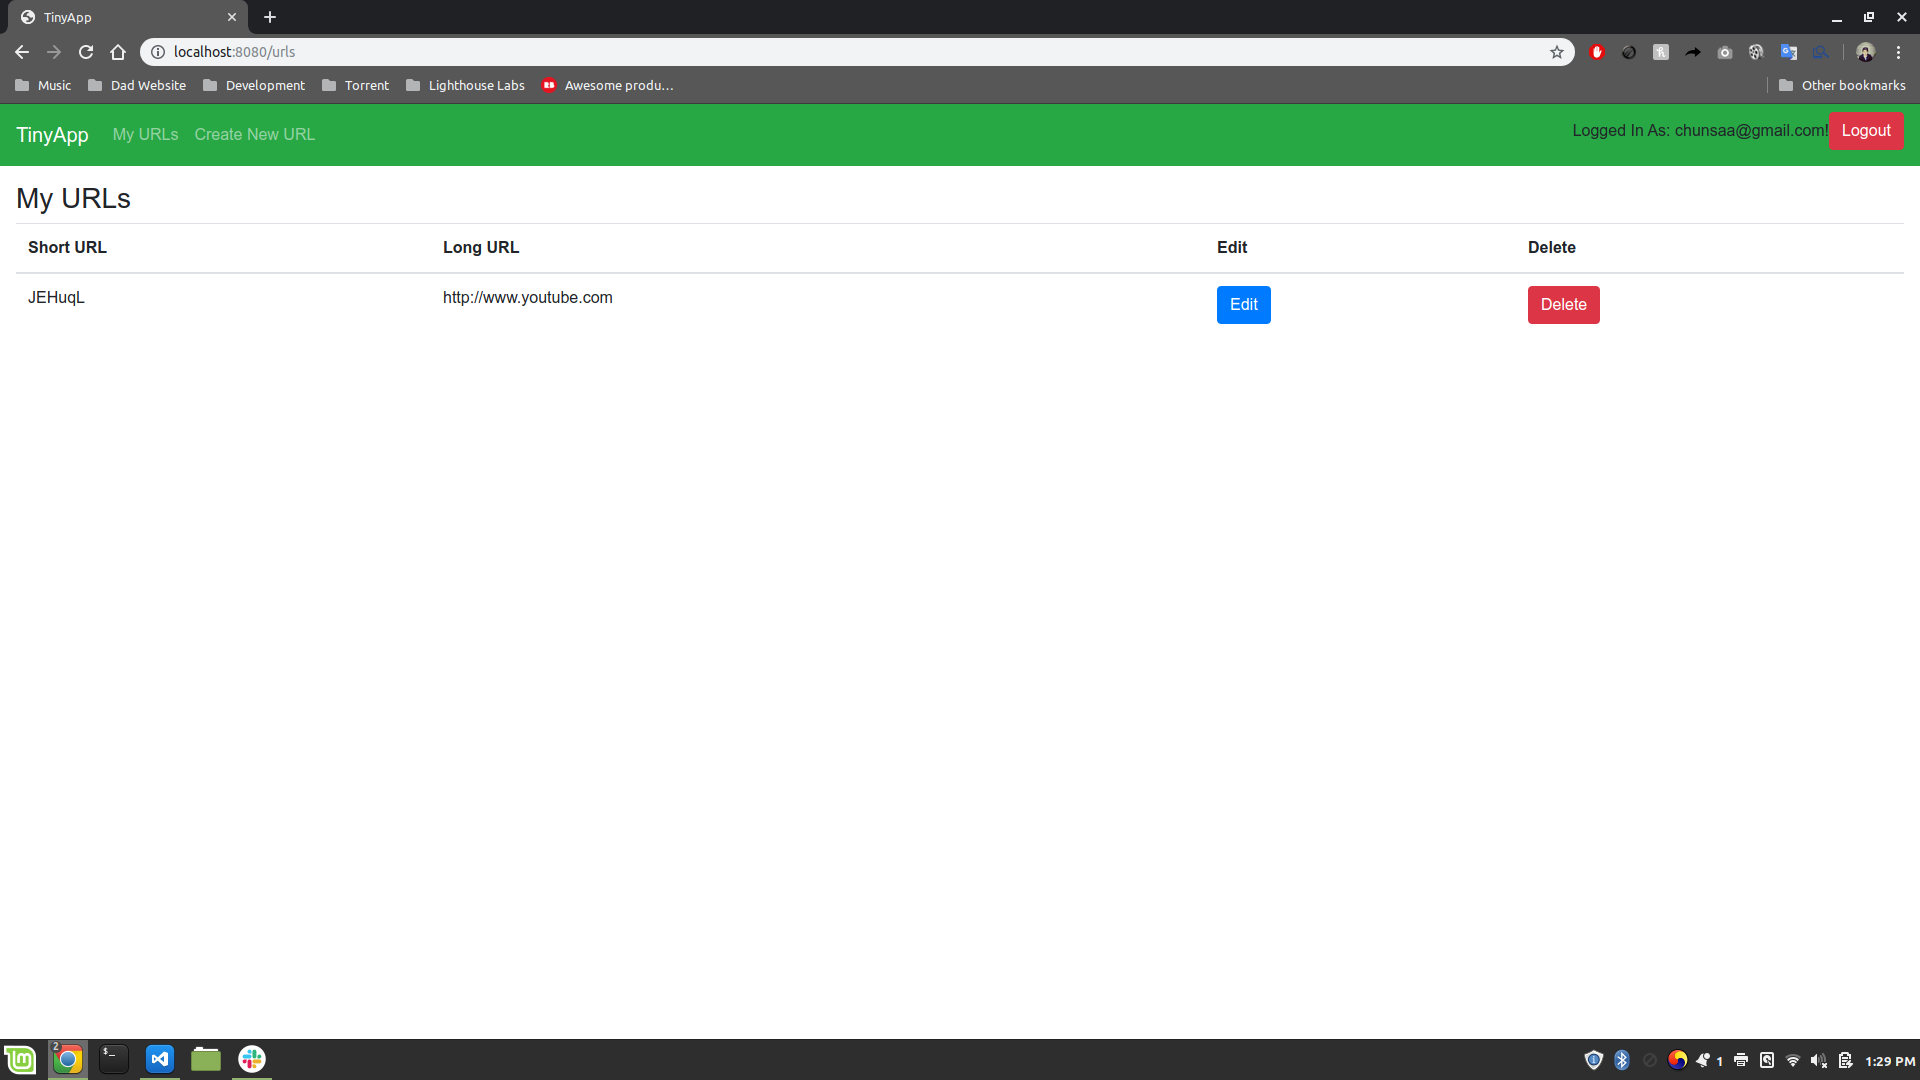 TinyApp
localhost:8080/urls
Music Dad Website Development Torrent Lighthouse Labs Awesome produ… Other bookmarks
TinyApp My URLs Create New URL Logged In As: chunsaa@gmail.com! Logout
My URLs
Short URL Long URL Edit Delete
JEHuqL http://www.youtube.com Edit Delete
2 $_ 1 1:29 PM